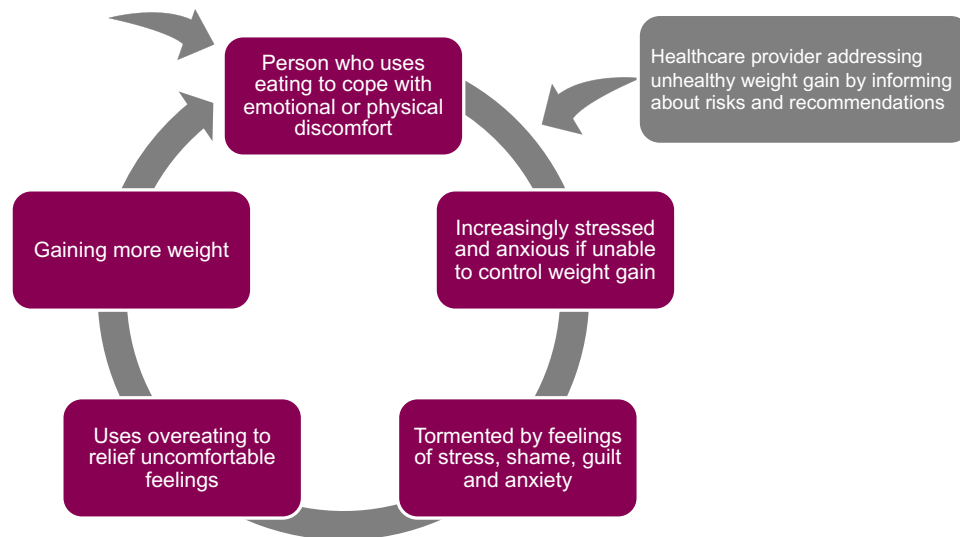 Person who uses
eating to cope with
emotional or physical
discomfort
Healthcare provider addressing
unhealthy weight gain by informing
about risks and recommendations
Increasingly stressed
and anxious if unable
to control weight gain
Tormented by feelings
of stress, shame, guilt
and anxiety
Uses overeating to
relief uncomfortable
feelings
Gaining more weight